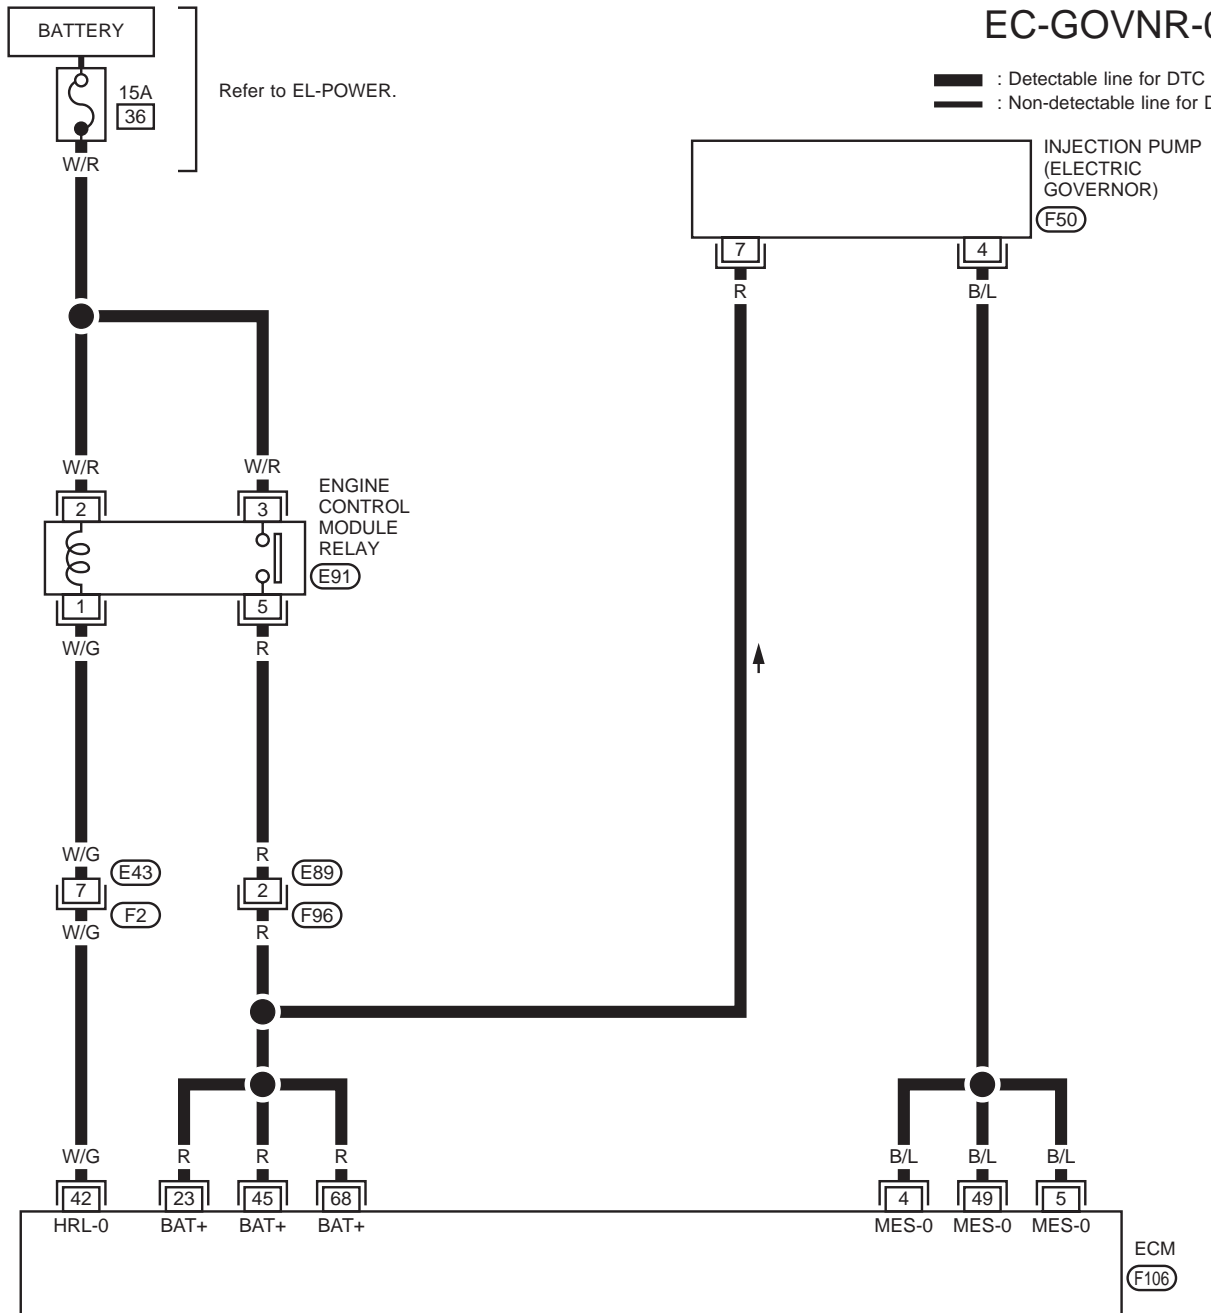 EC-GOVNR-0
BATTERY
15A
36
Refer to EL-POWER.
: Detectable line for DTC
: Non-detectable line for D
W/R
INJECTION PUMP
(ELECTRIC
GOVERNOR)
F50
7
4
R
B/L
W/R
W/R
2
3
ENGINE
CONTROL
MODULE
RELAY
E91
1
5
W/G
R
W/G
R
E43
E89
7
2
F2
F96
W/G
R
W/G
R
R
R
B/L
B/L
B/L
42
23
45
68
4
49
5
HRL-0
BAT+
BAT+
BAT+
MES-0
MES-0
MES-0
ECM
F106